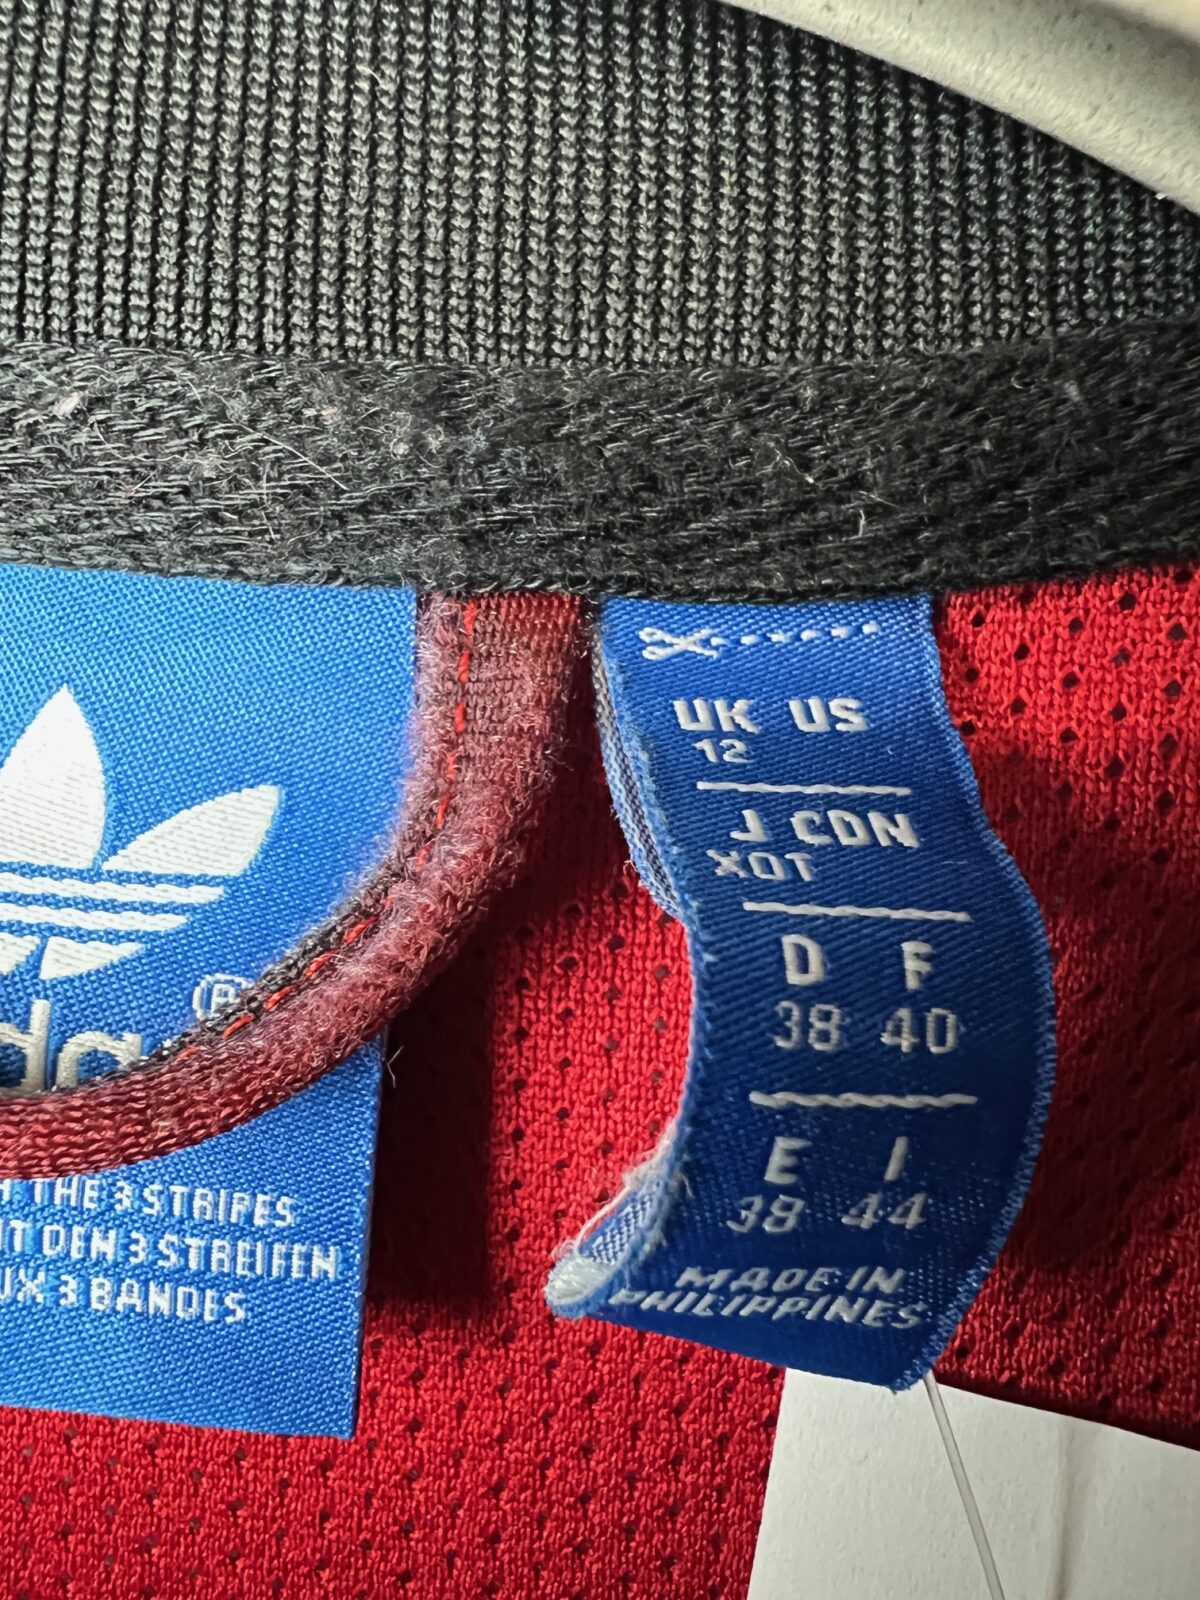 ®
THE 3 STRIPES
DEN 3 STREIFEN
3 BANDES
UK US
12
J CDN
XOT
D F
38 40
E I
38 44
MADE IN
PHILIPPINES